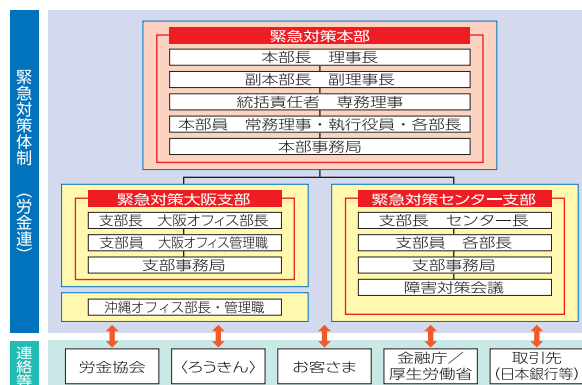 緊急対策体制
(労金連)
緊急対策本部
本部長 理事長
副本部長 副理事長
統括責任者 専務理事
本部員 常務理事・執行役員・各部長
本部事務局
緊急対策大阪支部
支部長 大阪オフィス部長
支部員 大阪オフィス管理職
支部事務局
沖縄オフィス部長・管理職
緊急対策センター支部
支部長 センター長
支部員 各部長
支部事務局
障害対策会議
連絡等
労金協会
〈ろうきん〉
お客さま
金融庁／
厚生労働省
取引先
(日本銀行等)